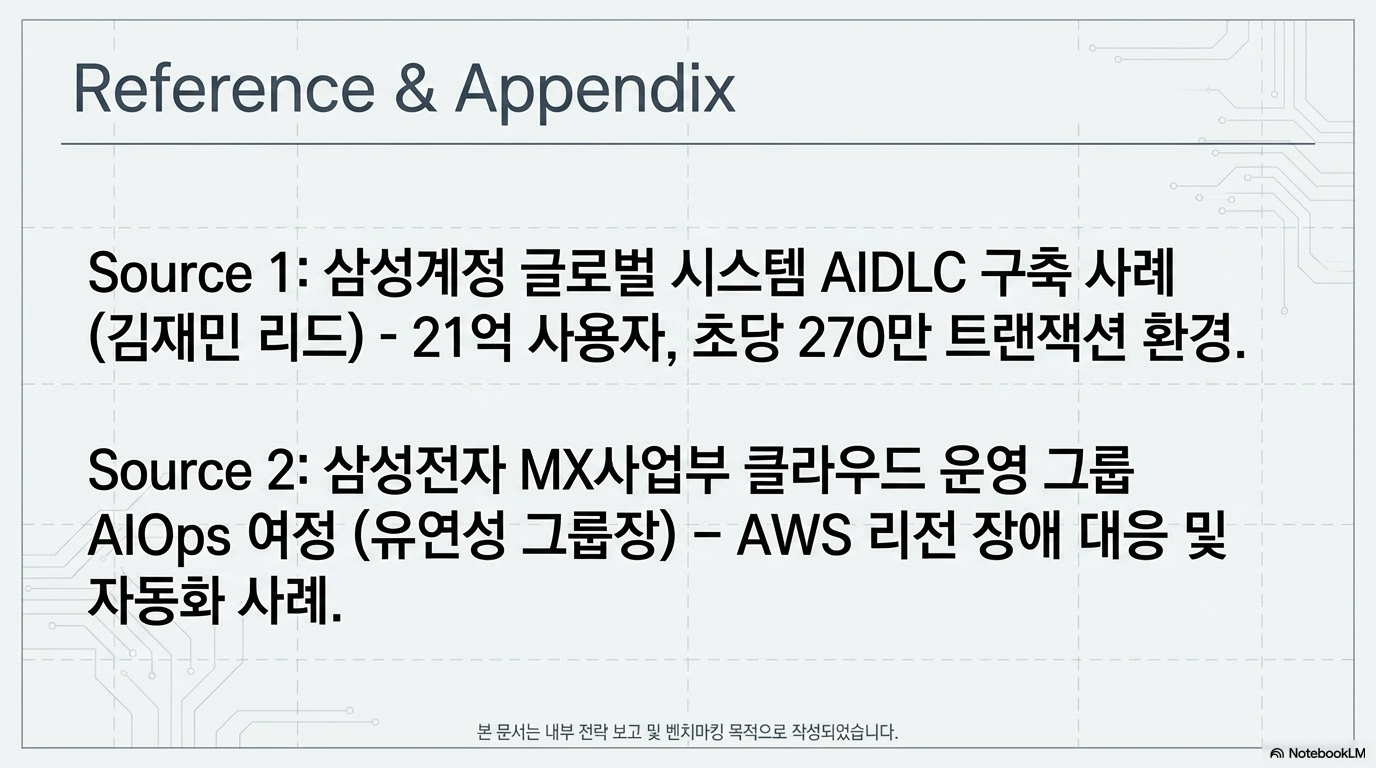 Reference & Appendix
Source 1: 삼성계정 글로벌 시스템 AIDLC 구축 사례
(김재민 리드) - 21억 사용자, 초당 270만 트랜잭션 환경.
Source 2: 삼성전자 MX사업부 클라우드 운영 그룹
AIOps 여정 (유연성 그룹장) – AWS 리전 장애 대응 및
자동화 사례.
본 문서는 내부 전략 보고 및 벤치마킹 목적으로 작성되었습니다.
NotebookLM